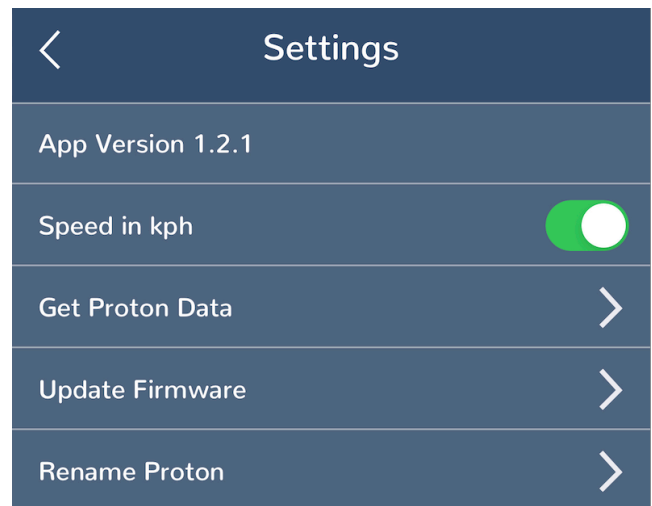 Settings
App Version 1.2.1
Speed in kph
Get Proton Data
Update Firmware
Rename Proton